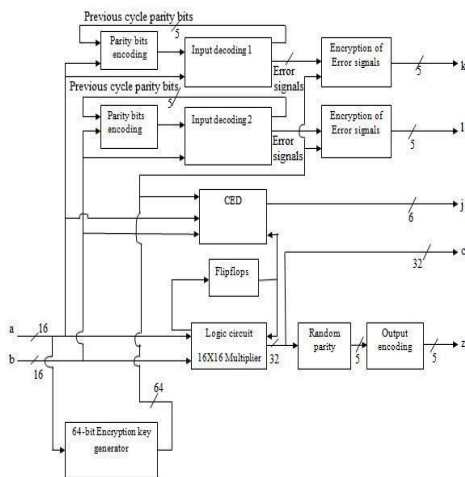 Previous cycle parity bits
5
Parity bits
encoding
Input decoding 1
Error
signals
Encryption of
Error signals
5
k
Previous cycle parity bits
5
Parity bits
encoding
Input decoding 2
Error
signals
Encryption of
Error signals
5
l
CED
6
j
Flipflops
32
o
a
16
b
16
Logic circuit
16X16 Multiplier
32
Random
parity
5
Output
encoding
5
z
64
64-bit Encryption key
generator